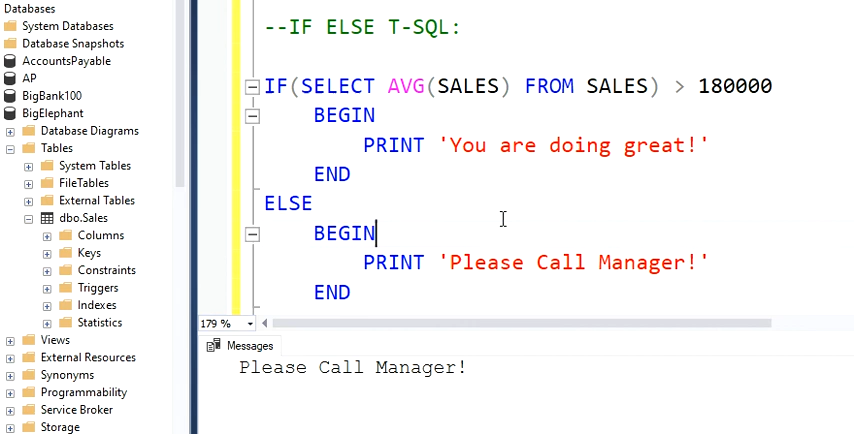 Databases
System Databases
Database Snapshots
AccountsPayable
AP
BigBank100
BigElephant
Database Diagrams
Tables
System Tables
FileTables
External Tables
dbo.Sales
Columns
Keys
Constraints
Triggers
Indexes
Statistics
Views
External Resources
Synonyms
Programmability
Service Broker
Storage
--IF ELSE T-SQL:
IF(SELECT AVG(SALES) FROM SALES) > 180000
BEGIN
PRINT 'You are doing great!'
END
ELSE
BEGIN
PRINT 'Please Call Manager!'
END
179 %
Messages
Please Call Manager!